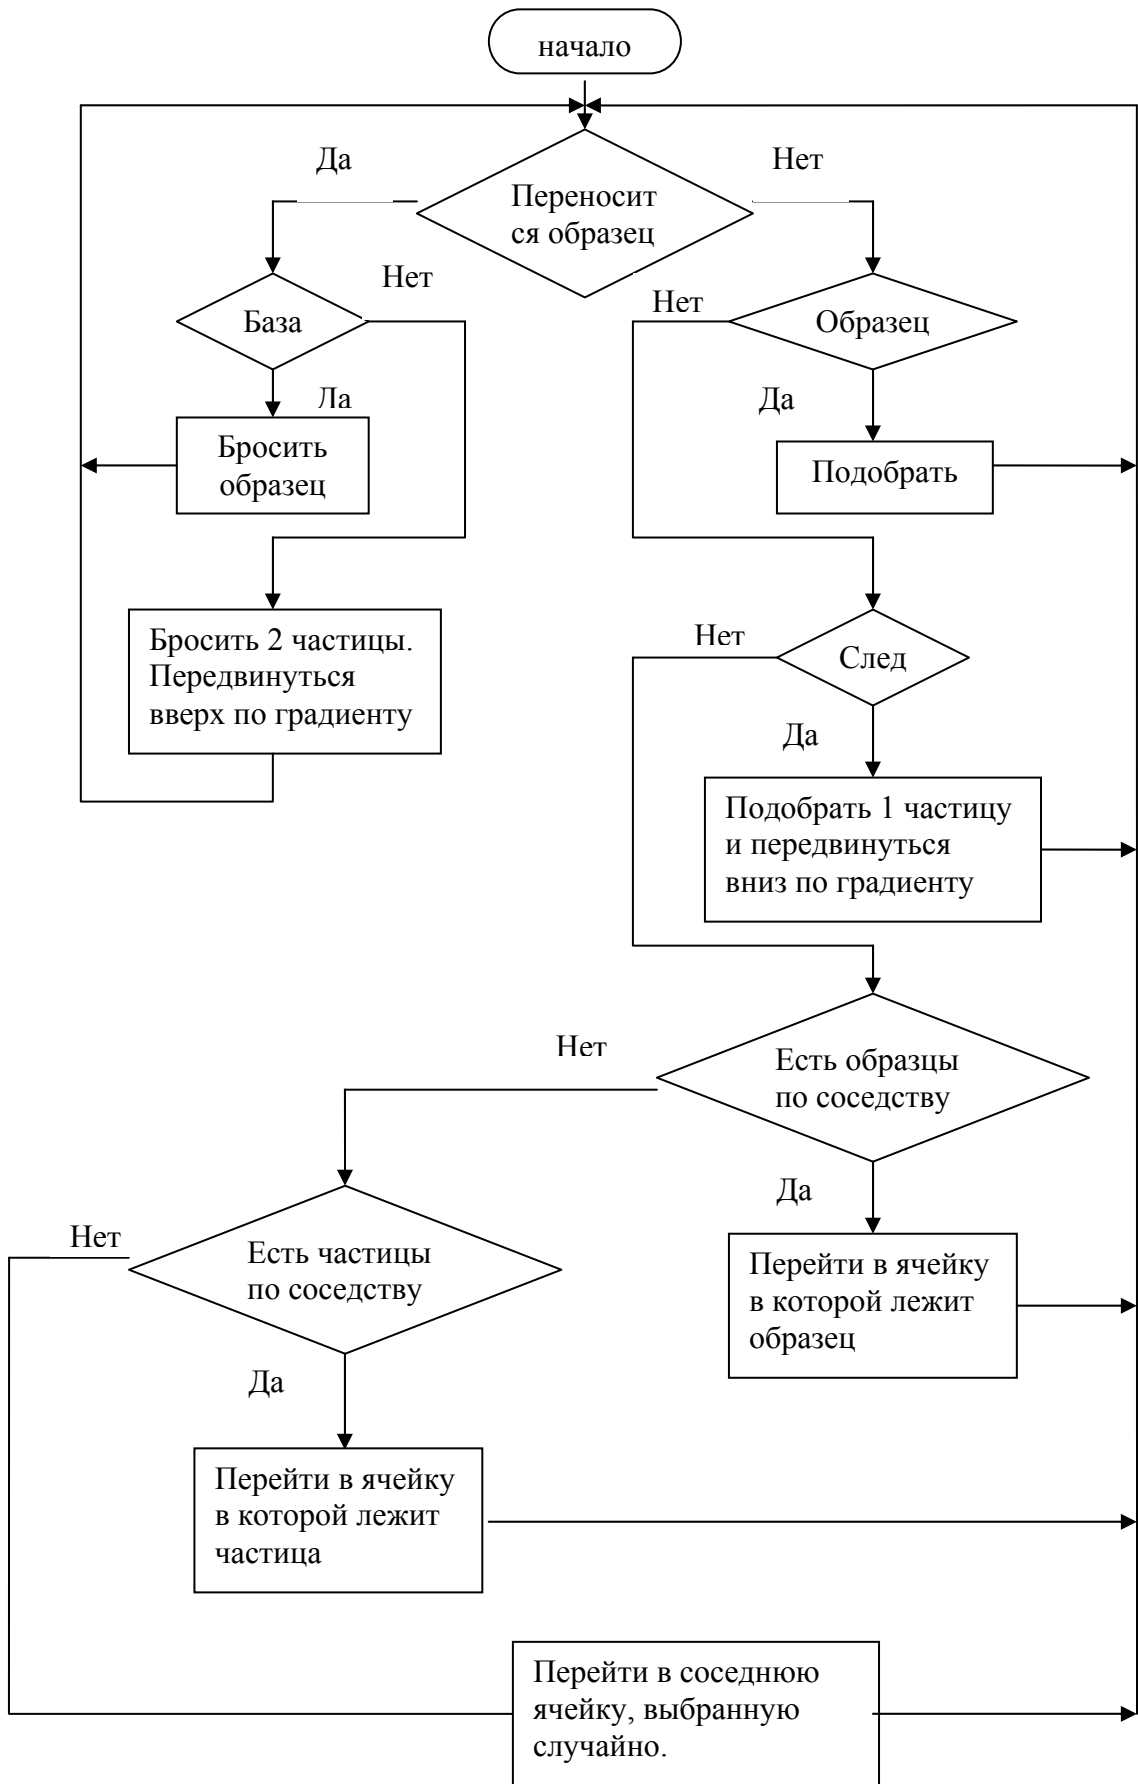 начало
Да
Нет
Переносит
ся образец
Нет
Нет
База
Образец
Да
Да
Бросить
образец
Подобрать
Бросить 2 частицы.
Передвинуться
вверх по градиенту
Нет
След
Да
Подобрать 1 частицу
и передвинуться
вниз по градиенту
Нет
Есть образцы
по соседству
Да
Нет
Есть частицы
по соседству
Перейти в ячейку
в которой лежит
образец
Да
Перейти в ячейку
в которой лежит
частица
Перейти в соседнюю
ячейку, выбранную
случайно.